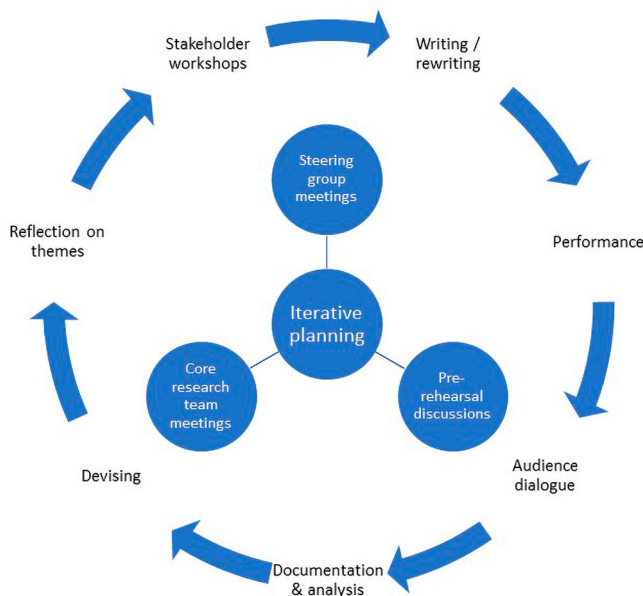 Stakeholder
workshops
Writing /
rewriting
Steering
group
meetings
Reflection on
themes
Performance
Iterative
planning
Core
research
team
meetings
Pre-
rehearsal
discussions
Devising
Audience
dialogue
Documentation
& analysis